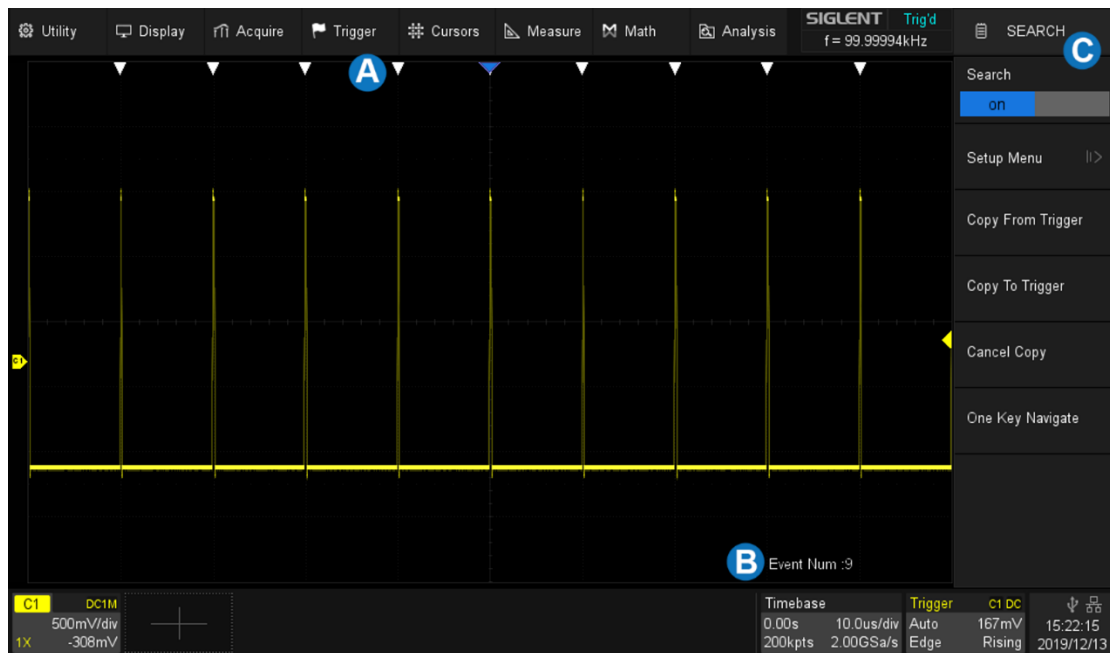 Utility Display Acquire Trigger Cursors Measure Math Analysis
SIGLENT Trig'd
f = 99.99994kHz
SEARCH
C
A
Search
on
Setup Menu
Copy From Trigger
Copy To Trigger
Cancel Copy
One Key Navigate
C1
B Event Num :9
C1 DC1M
500mV/div
1X -308mV
Timebase
0.00s 10.0us/div
200kpts 2.00GSa/s
Trigger C1 DC
Auto 167mV
Edge Rising
15:22:15
2019/12/13